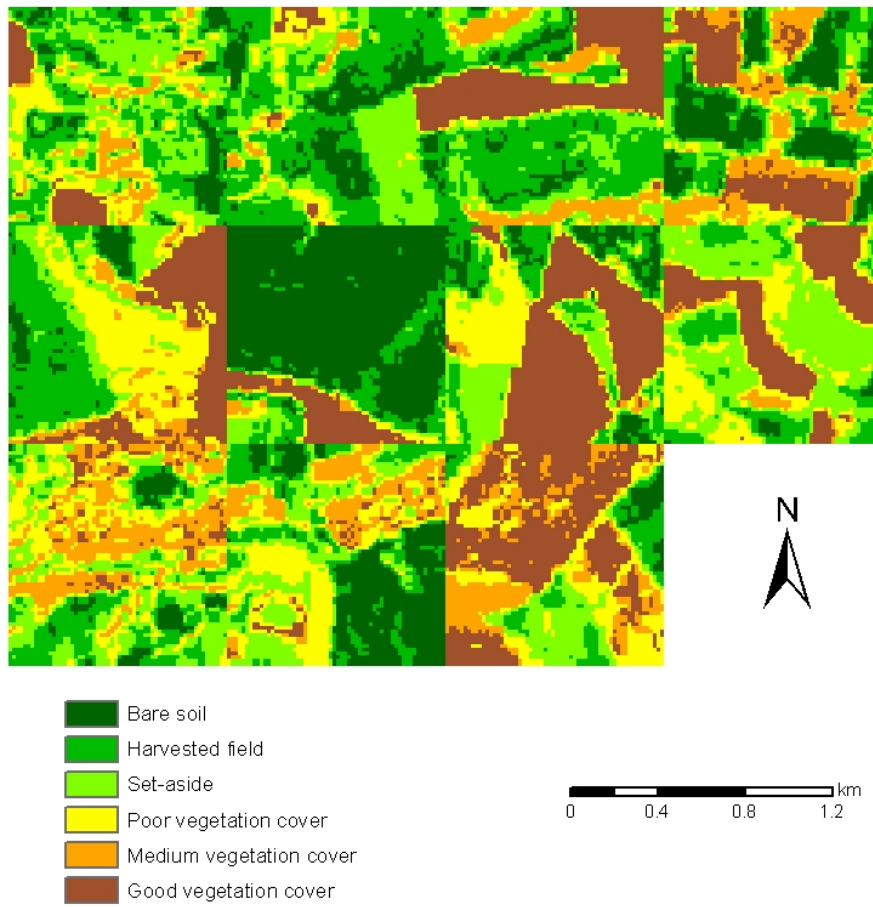 N
Bare soil
Harvested field
Set-aside
Poor vegetation cover
Medium vegetation cover
Good vegetation cover
km
0 0.4 0.8 1.2